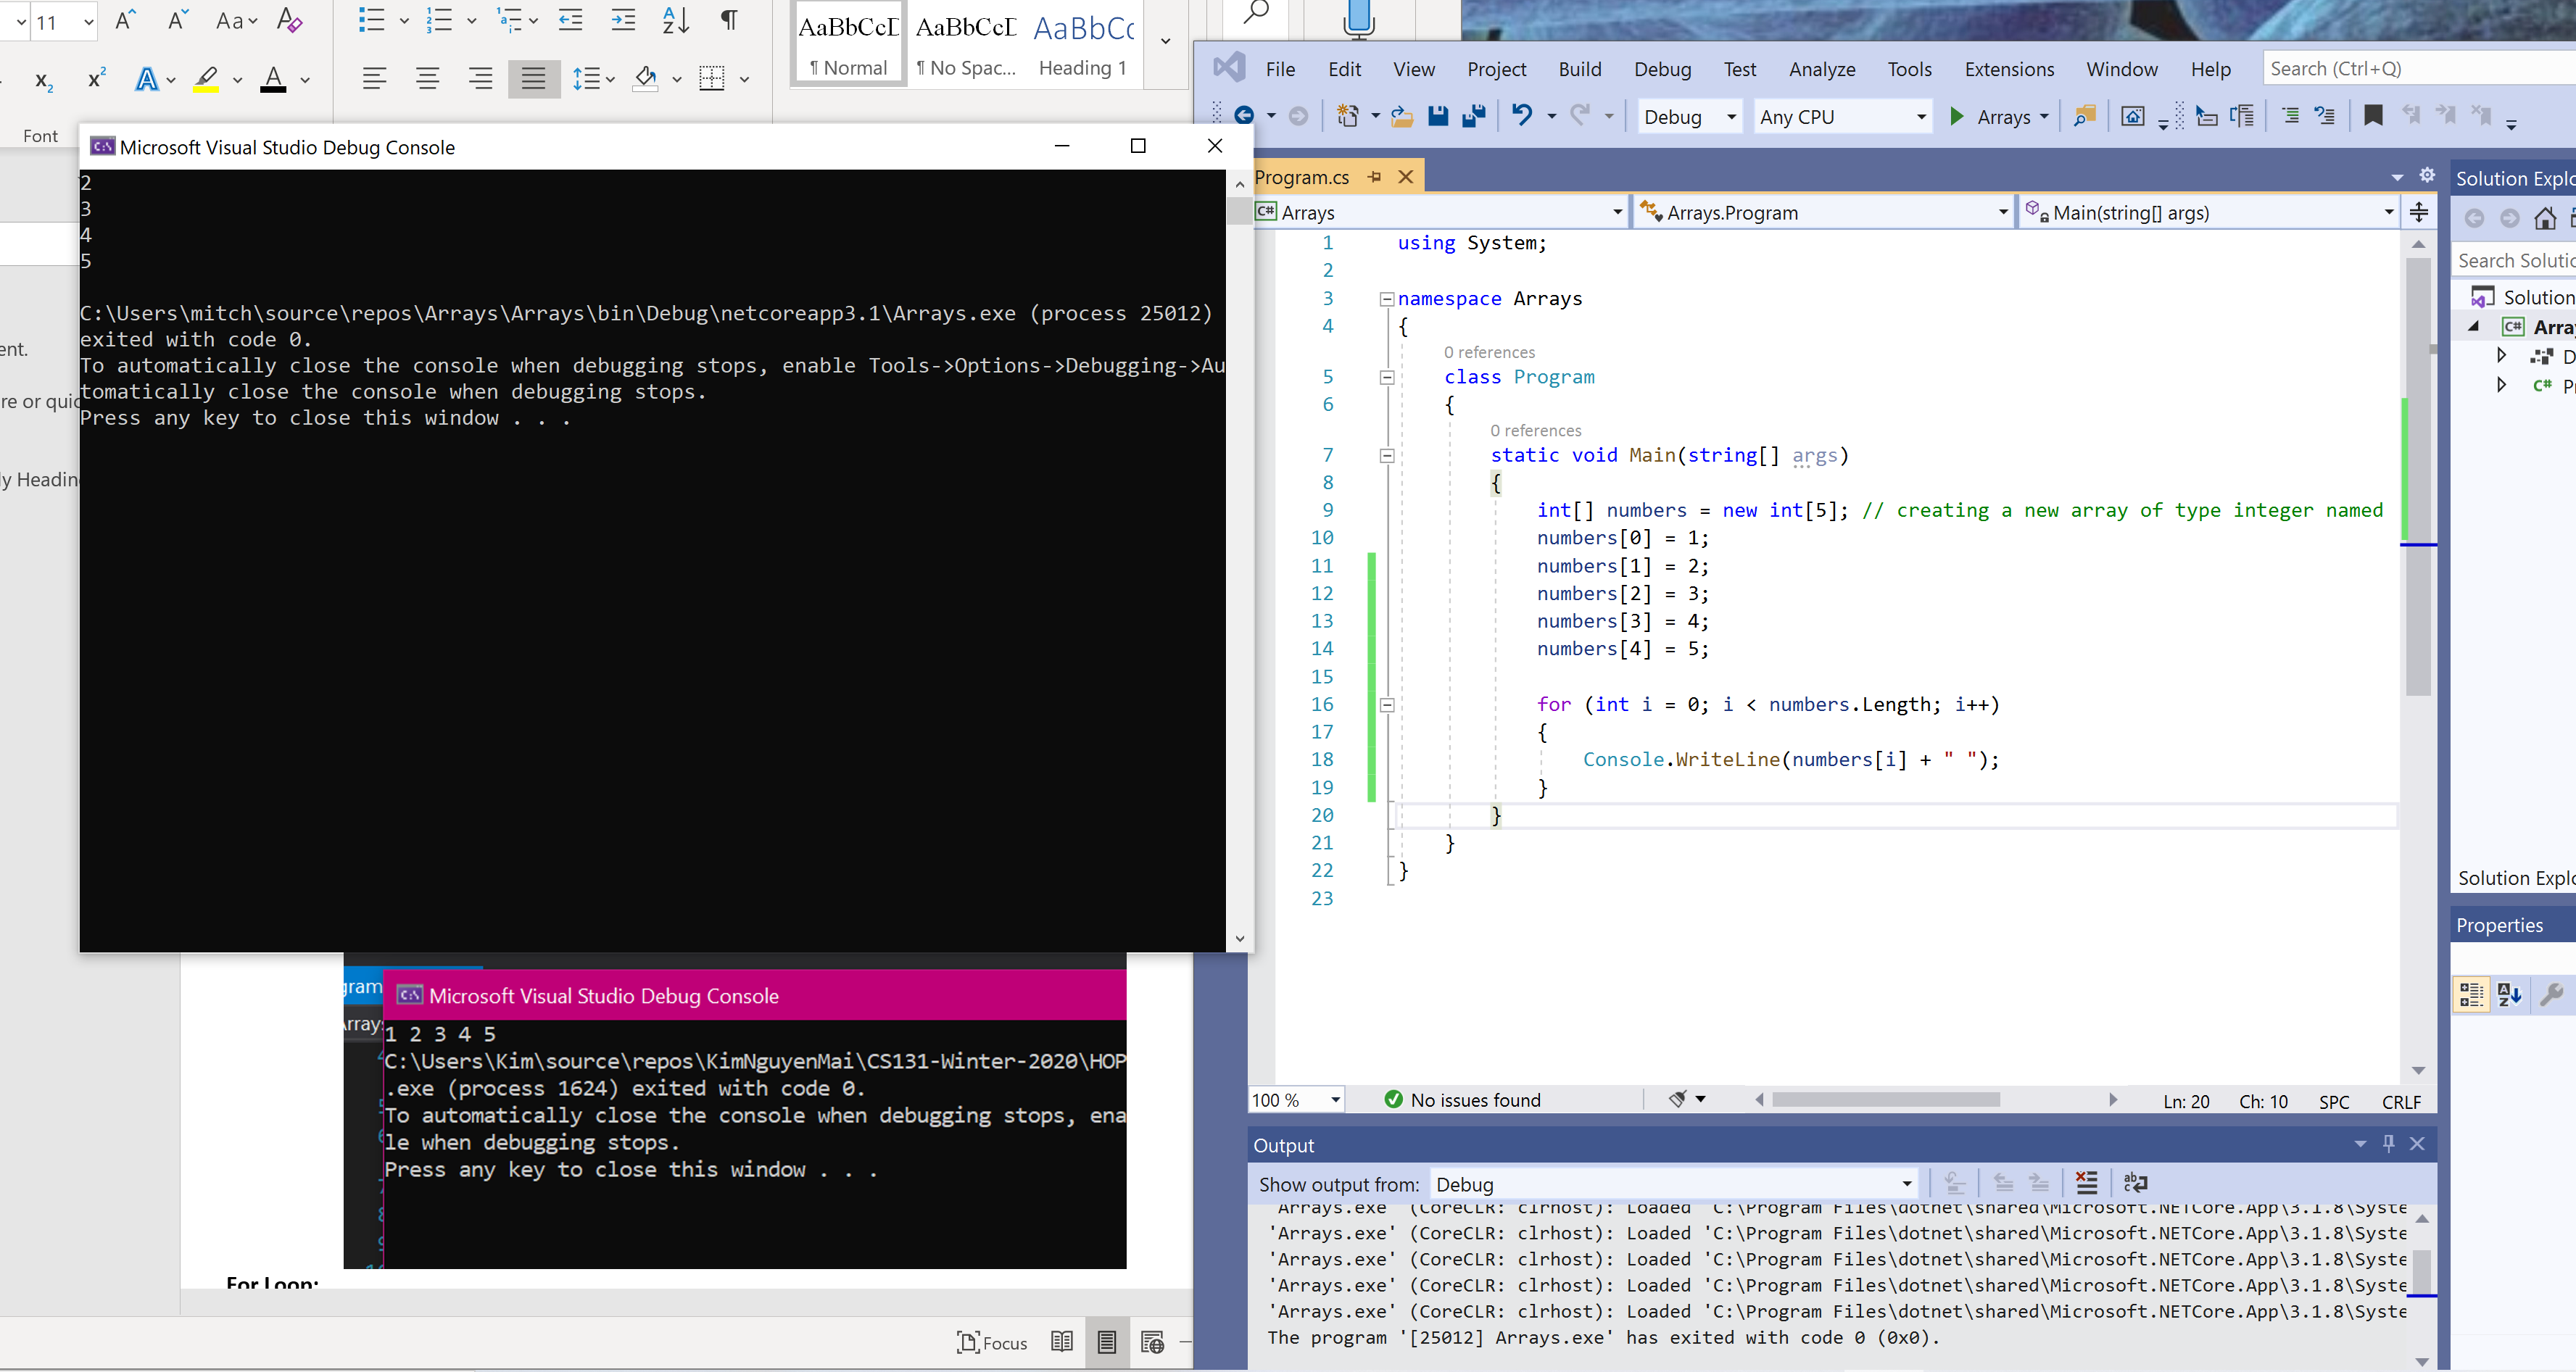 11
Aa
Font
AaBbCcD
AaBbCcD
AaBbCc
¶ Normal
¶ No Spac...
Heading 1
ent.
re or quic
ly Headin
Microsoft Visual Studio Debug Console
2
3
4
5
C:\Users\mitch\source\repos\Arrays\Arrays\bin\Debug\netcoreapp3.1\Arrays.exe (process 25012)
exited with code 0.
To automatically close the console when debugging stops, enable Tools->Options->Debugging->Au
tomatically close the console when debugging stops.
Press any key to close this window . . .
gram
Arrays
Microsoft Visual Studio Debug Console
1 2 3 4 5
C:\Users\Kim\source\repos\KimNguyenMai\CS131-Winter-2020\HOP
.exe (process 1624) exited with code 0.
To automatically close the console when debugging stops, ena
le when debugging stops.
Press any key to close this window . . .
For Loop:
Focus
File Edit View Project Build Debug Test Analyze Tools Extensions Window Help Search (Ctrl+Q)
Debug Any CPU Arrays
Program.cs
Arrays Arrays.Program Main(string[] args)
1 using System;
2
3 namespace Arrays
4 {
0 references
5 class Program
6 {
0 references
7 static void Main(string[] args)
8 {
9 int[] numbers = new int[5]; // creating a new array of type integer named
10 numbers[0] = 1;
11 numbers[1] = 2;
12 numbers[2] = 3;
13 numbers[3] = 4;
14 numbers[4] = 5;
15
16 for (int i = 0; i < numbers.Length; i++)
17 {
18 Console.WriteLine(numbers[i] + " ");
19 }
20 }
21 }
22 }
23
100 % No issues found Ln: 20 Ch: 10 SPC CRLF
Output
Show output from: Debug
'Arrays.exe' (CoreCLR: clrhost): Loaded 'C:\Program Files\dotnet\shared\Microsoft.NETCore.App\3.1.8\Syste
'Arrays.exe' (CoreCLR: clrhost): Loaded 'C:\Program Files\dotnet\shared\Microsoft.NETCore.App\3.1.8\Syste
'Arrays.exe' (CoreCLR: clrhost): Loaded 'C:\Program Files\dotnet\shared\Microsoft.NETCore.App\3.1.8\Syste
'Arrays.exe' (CoreCLR: clrhost): Loaded 'C:\Program Files\dotnet\shared\Microsoft.NETCore.App\3.1.8\Syste
'Arrays.exe' (CoreCLR: clrhost): Loaded 'C:\Program Files\dotnet\shared\Microsoft.NETCore.App\3.1.8\Syste
The program '[25012] Arrays.exe' has exited with code 0 (0x0).
Solution Explo
Search Solutio
Solution
Array
D
C# P
Solution Explo
Properties